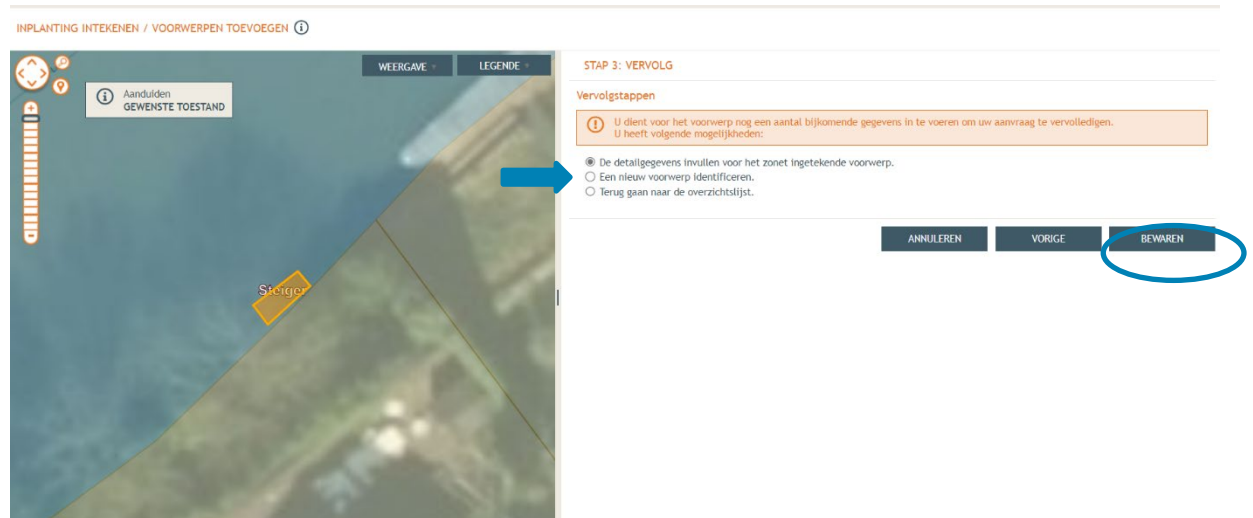 INPLANTING INTEKENEN / VOORWERPEN TOEVOEGEN
WEERGAVE
LEGENDE
Aanduiden
GEWENSTE TOESTAND
Steiger
STAP 3: VERVOLG
Vervolgstappen
U dient voor het voorwerp nog een aantal bijkomende gegevens in te voeren om uw aanvraag te vervolledigen.
U heeft volgende mogelijkheden:
De detailgegevens invullen voor het zonet ingetekende voorwerp.
Een nieuw voorwerp identificeren.
Terug gaan naar de overzichtslijst.
ANNULEREN
VORIGE
BEWAREN